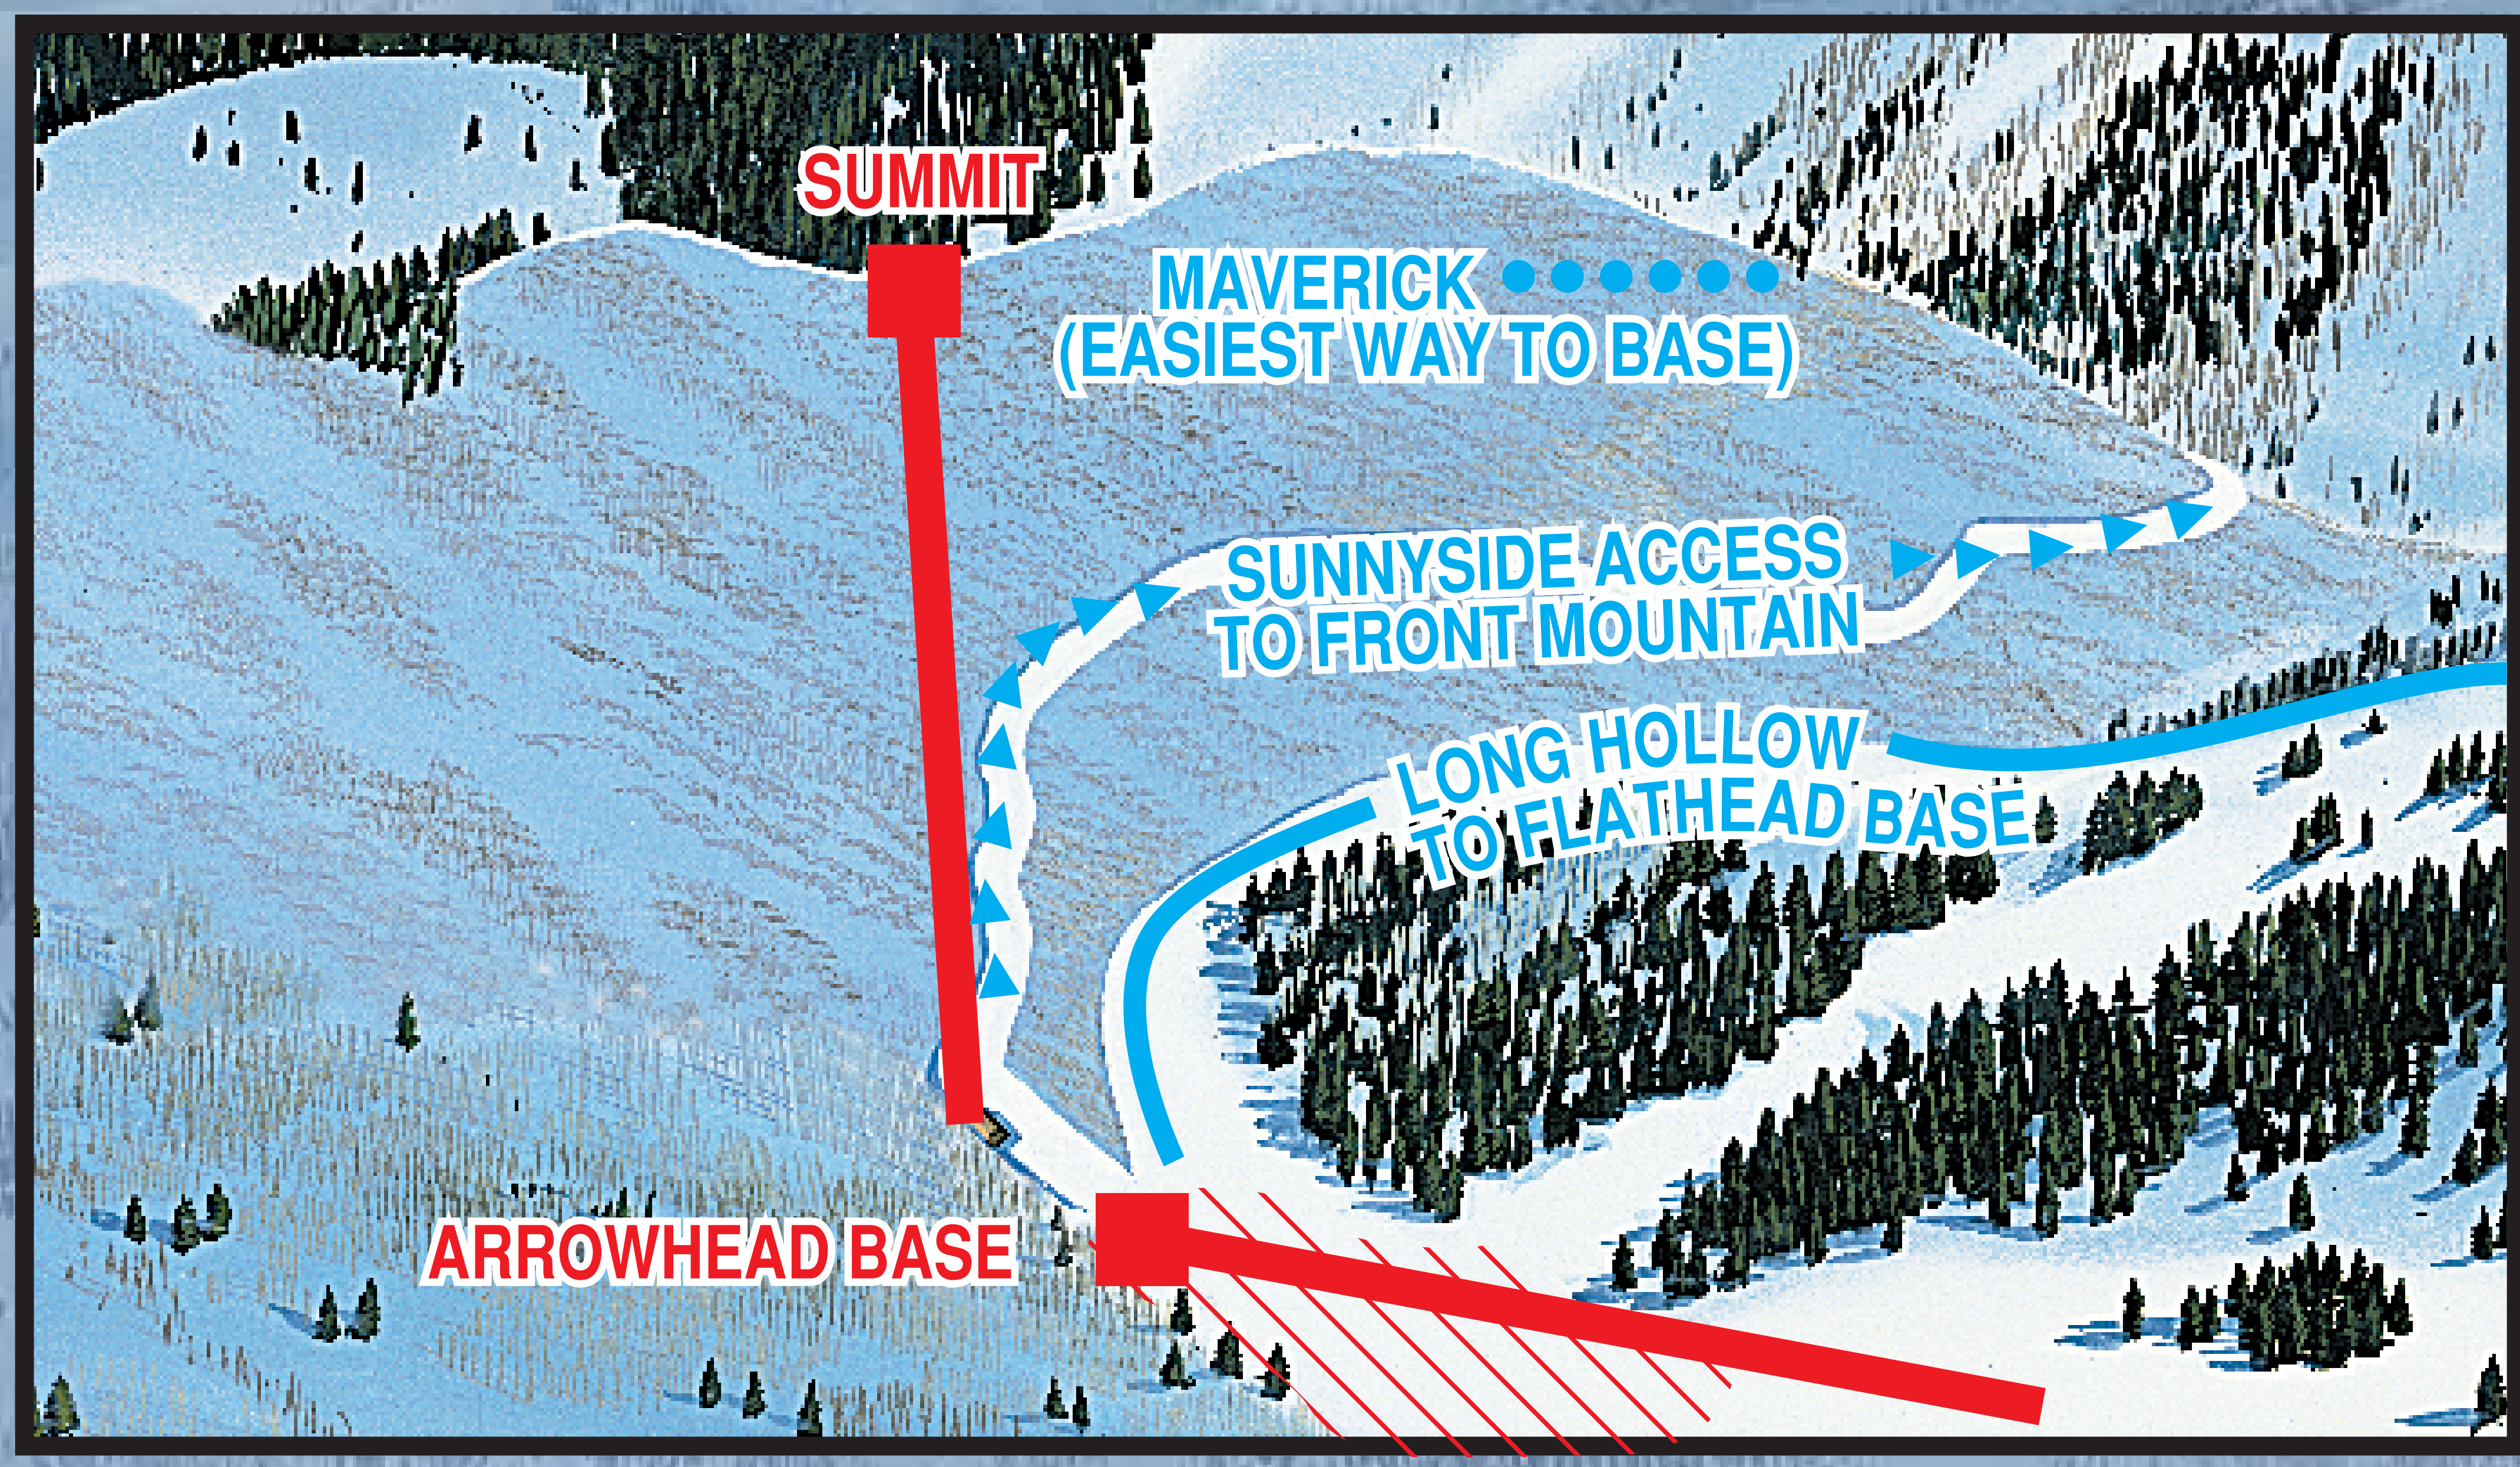 SUMMIT
MAVERICK
(EASIEST WAY TO BASE)
SUNNYSIDE ACCESS
TO FRONT MOUNTAIN
LONG HOLLOW
TO FLATHEAD BASE
ARROWHEAD BASE